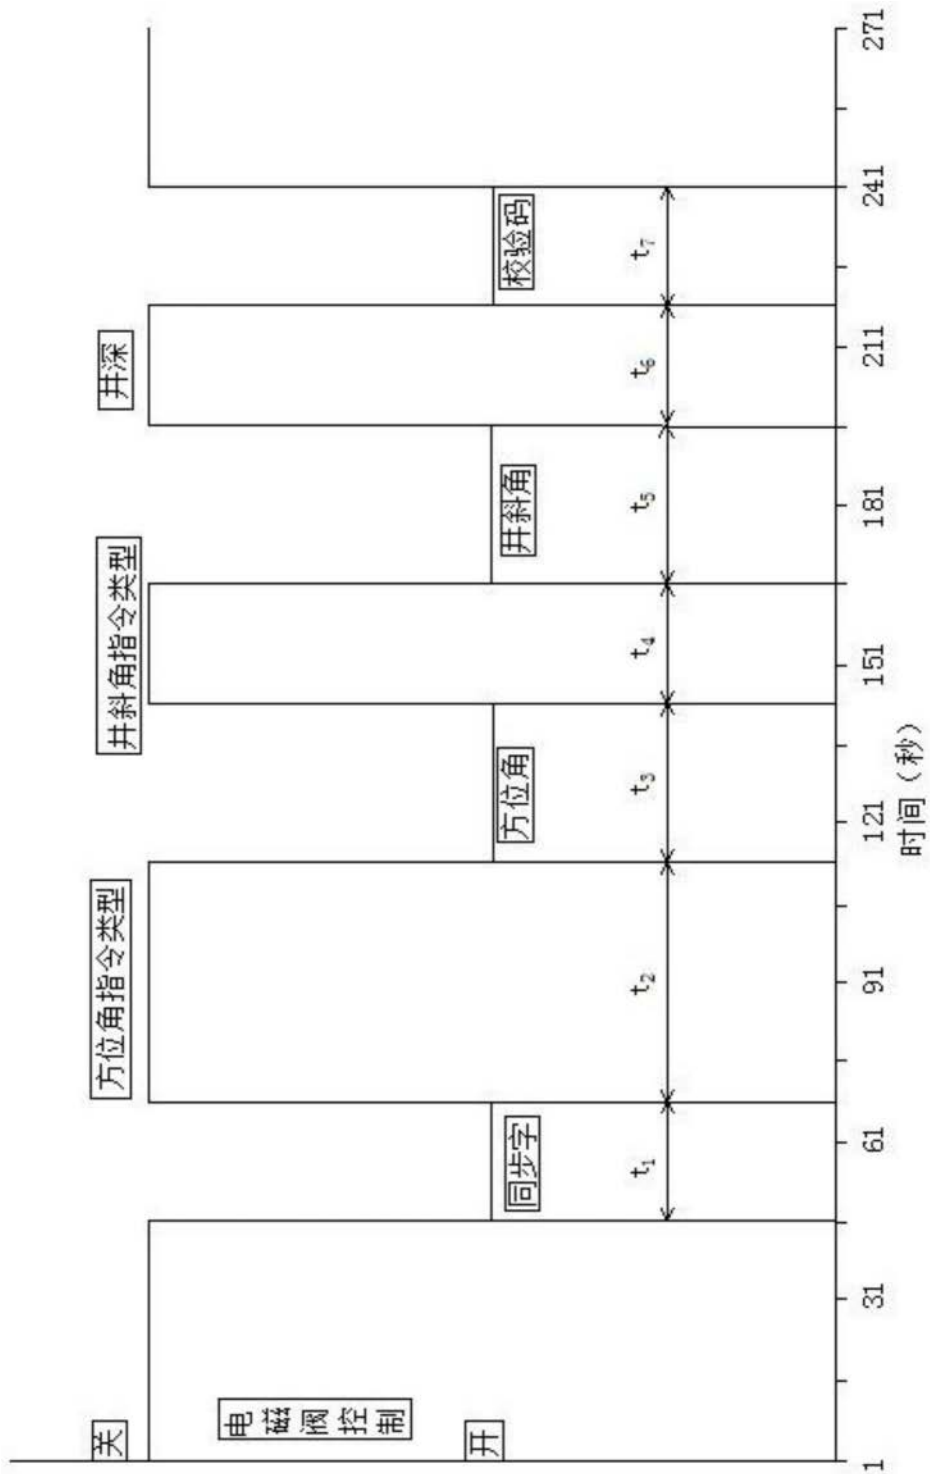 关
方位角指令类型
井斜角指令类型
井深
电磁阀控制
开
同步字
方位角
井斜角
校验码
t₁
t₂
t₃
t₄
t₅
t₆
t₇
1
31
61
91
121
151
181
211
241
271
时间（秒）